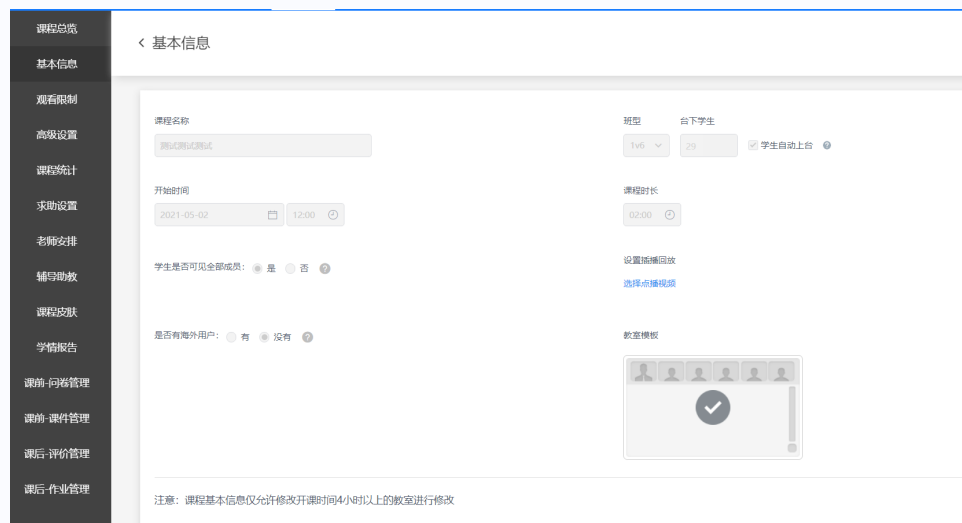 课程总览
基本信息
观看限制
高级设置
课程统计
求助设置
老师安排
辅导助教
课程皮肤
学情报告
课前-问卷管理
课前-课件管理
课后-评价管理
课后-作业管理
基本信息
课程名称
测试测试测试
班型 台下学生
1v6 29 学生自动上台
开始时间
2021-05-02 12:00
课程时长
02:00
学生是否可见全部成员： 是 否
设置插播回放
选择点播视频
是否有海外用户： 有 没有
教室模板
注意：课程基本信息仅允许修改开课时间4小时以上的教室进行修改